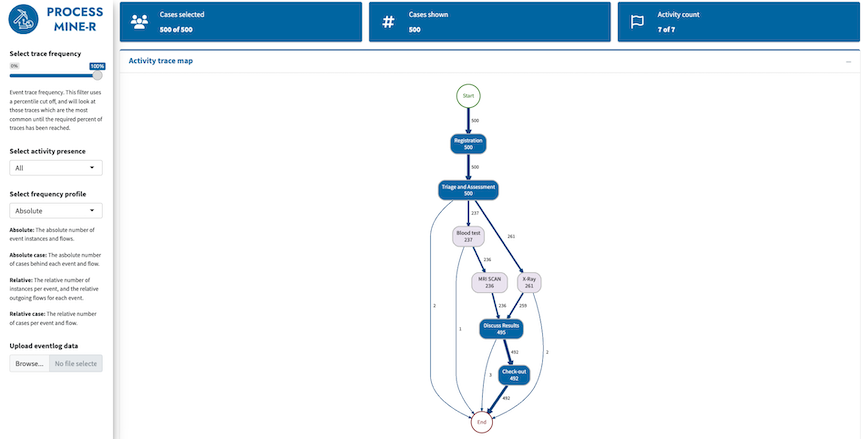 PROCESS
MINE-R
Select trace frequency
0%
100%
Event trace frequency. This filter uses
a percentile cut off, and will look at
those traces which are the most
common until the required percent of
traces has been reached.
Select activity presence
All
Select frequency profile
Absolute
Absolute: The absolute number of
event instances and flows.
Absolute case: The asbolute number
of cases behind each event and flow.
Relative: The relative number of
instances per event, and the relative
outgoing flows for each event.
Relative case: The relative number
of cases per event and flow.
Upload eventlog data
Browse...
No file selecte
Cases selected
500 of 500
Cases shown
500
Activity count
7 of 7
Activity trace map
Start
500
Registration
500
500
Triage and Assessment
500
237
261
Blood test
237
236
MRI SCAN
236
X-Ray
261
2
1
236
259
Discuss Results
495
492
2
3
Check-out
492
492
End